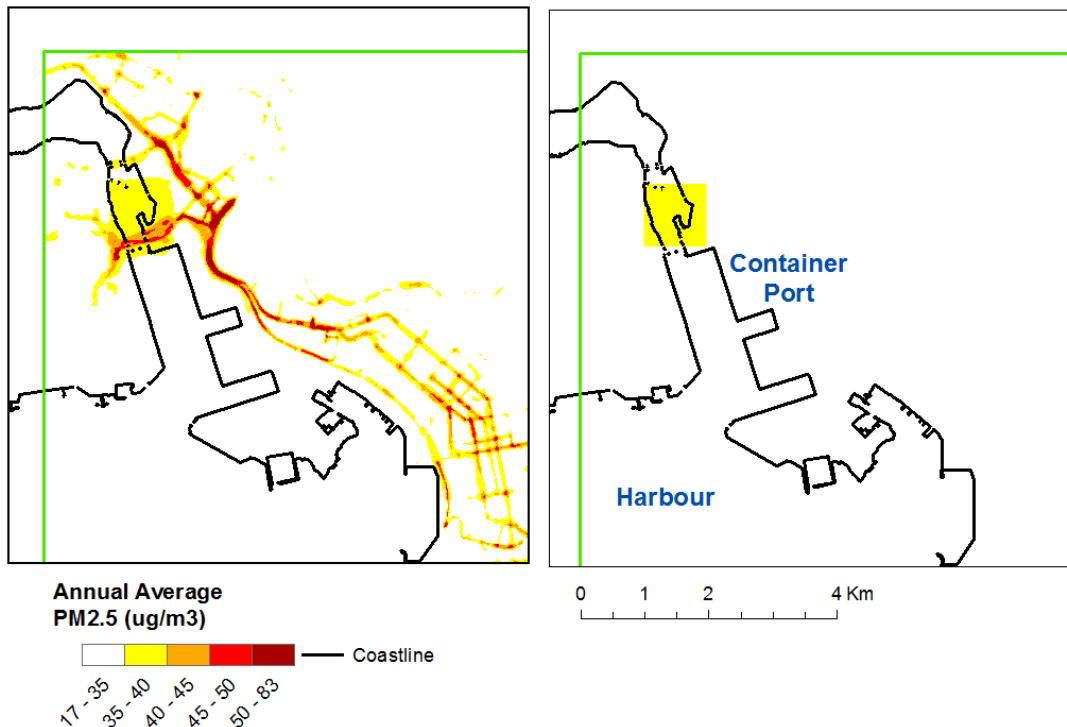 Container
Port
Harbour
0 1 2 4 Km
Annual Average
PM2.5 (ug/m3)
Coastline
17 - 35
35 - 40
40 - 45
45 - 50
50 - 83